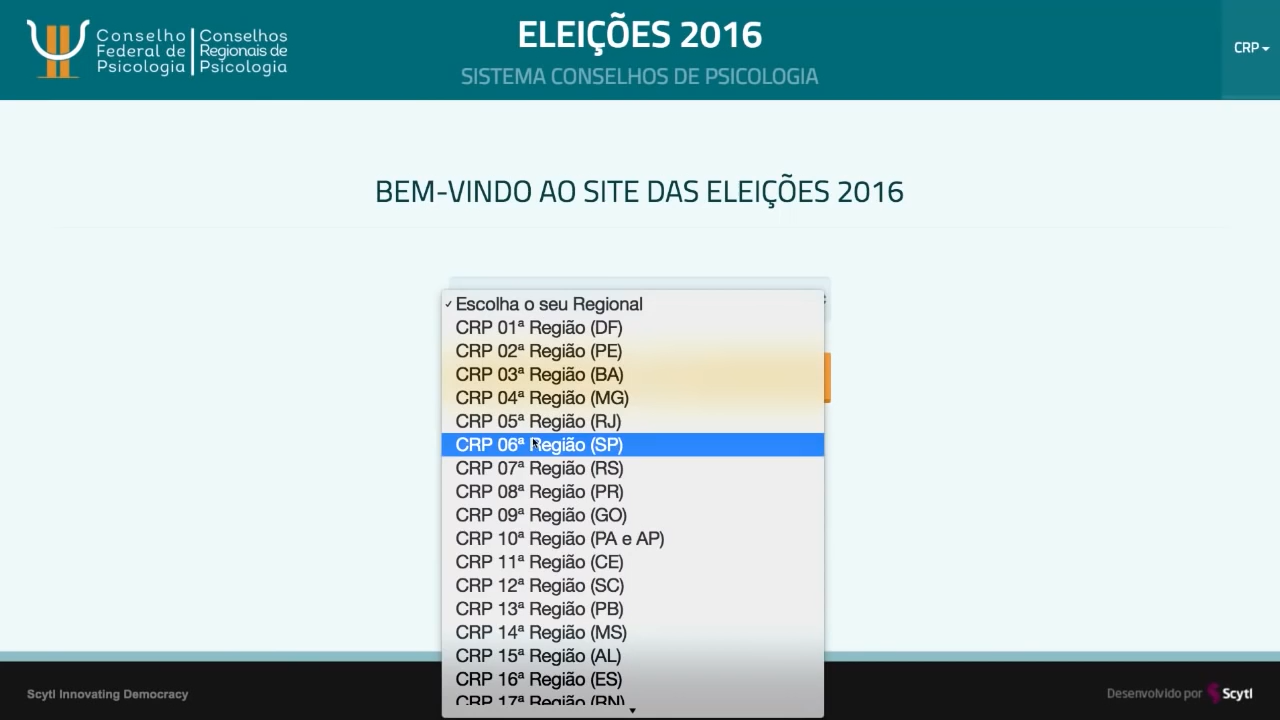 Conselho
Federal de
Psicologia
Conselhos
Regionais de
Psicologia
ELEIÇÕES 2016
SISTEMA CONSELHOS DE PSICOLOGIA
CRP
BEM-VINDO AO SITE DAS ELEIÇÕES 2016
✓ Escolha o seu Regional
CRP 01ª Região (DF)
CRP 02ª Região (PE)
CRP 03ª Região (BA)
CRP 04ª Região (MG)
CRP 05ª Região (RJ)
CRP 06ª Região (SP)
CRP 07ª Região (RS)
CRP 08ª Região (PR)
CRP 09ª Região (GO)
CRP 10ª Região (PA e AP)
CRP 11ª Região (CE)
CRP 12ª Região (SC)
CRP 13ª Região (PB)
CRP 14ª Região (MS)
CRP 15ª Região (AL)
CRP 16ª Região (ES)
CRP 17ª Região (RN)
Scytl Innovating Democracy
Desenvolvido por Scytl